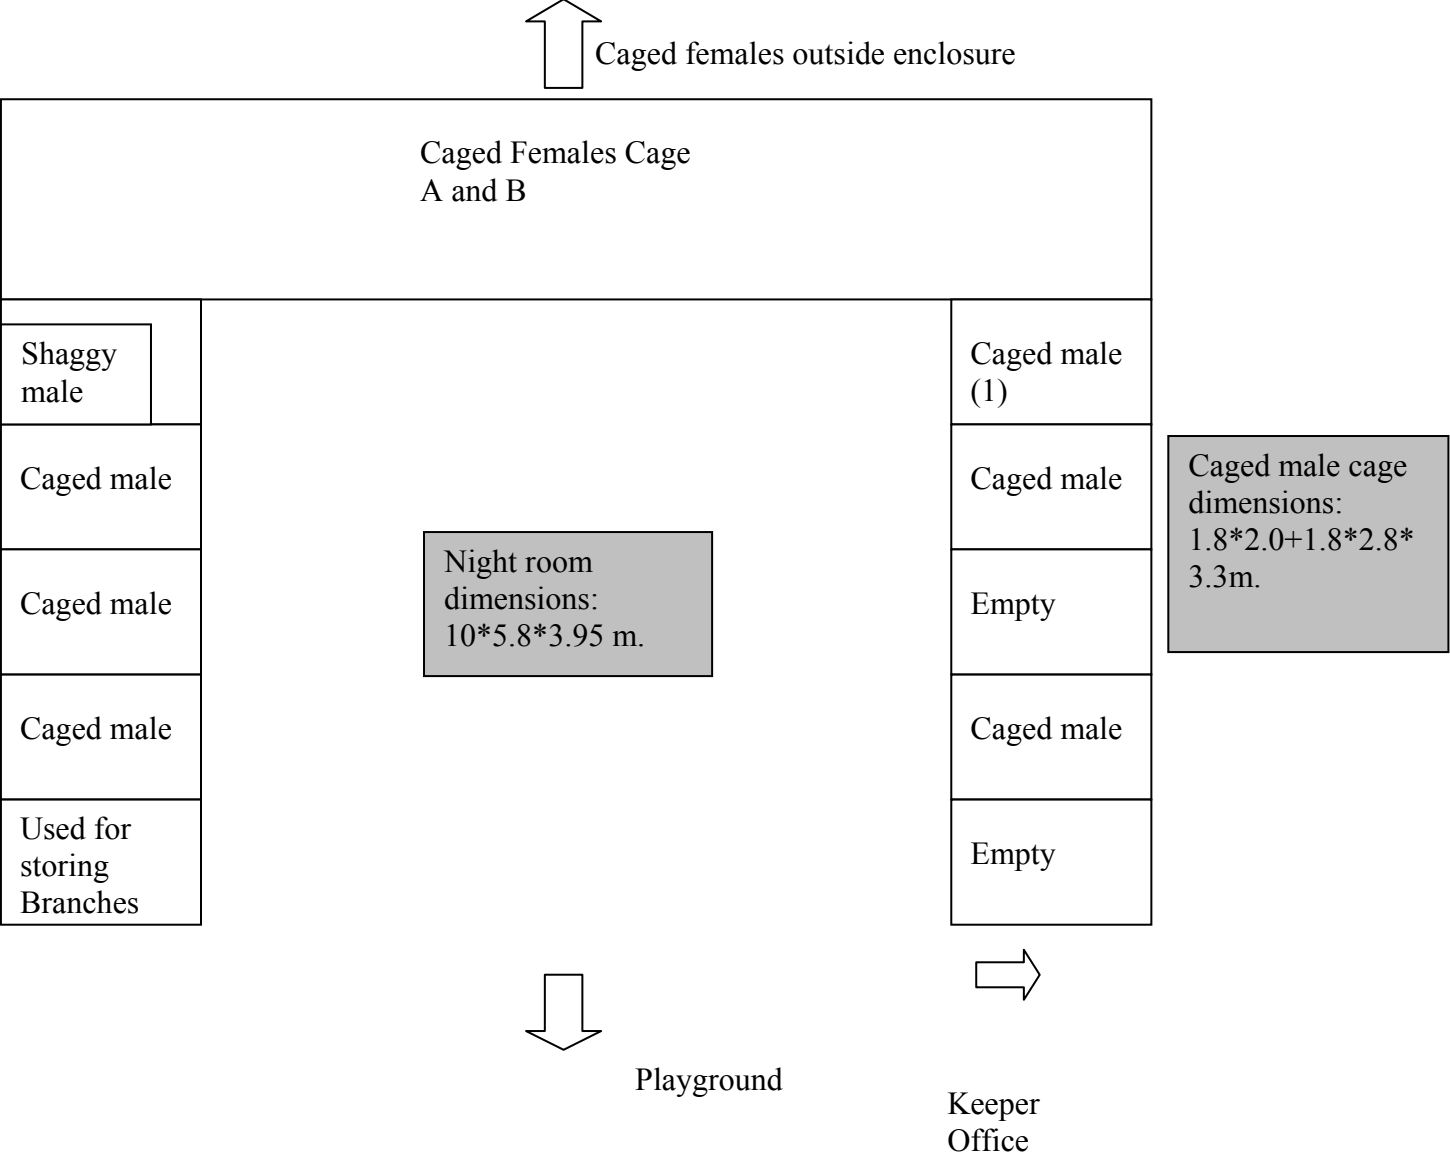 Caged females outside enclosure
Caged Females Cage
A and B
Shaggy
male
Caged male
(1)
Caged male
Caged male
Caged male cage
dimensions:
1.8*2.0+1.8*2.8*
3.3m.
Night room
dimensions:
10*5.8*3.95 m.
Caged male
Empty
Caged male
Caged male
Used for
storing
Branches
Empty
Playground
Keeper
Office